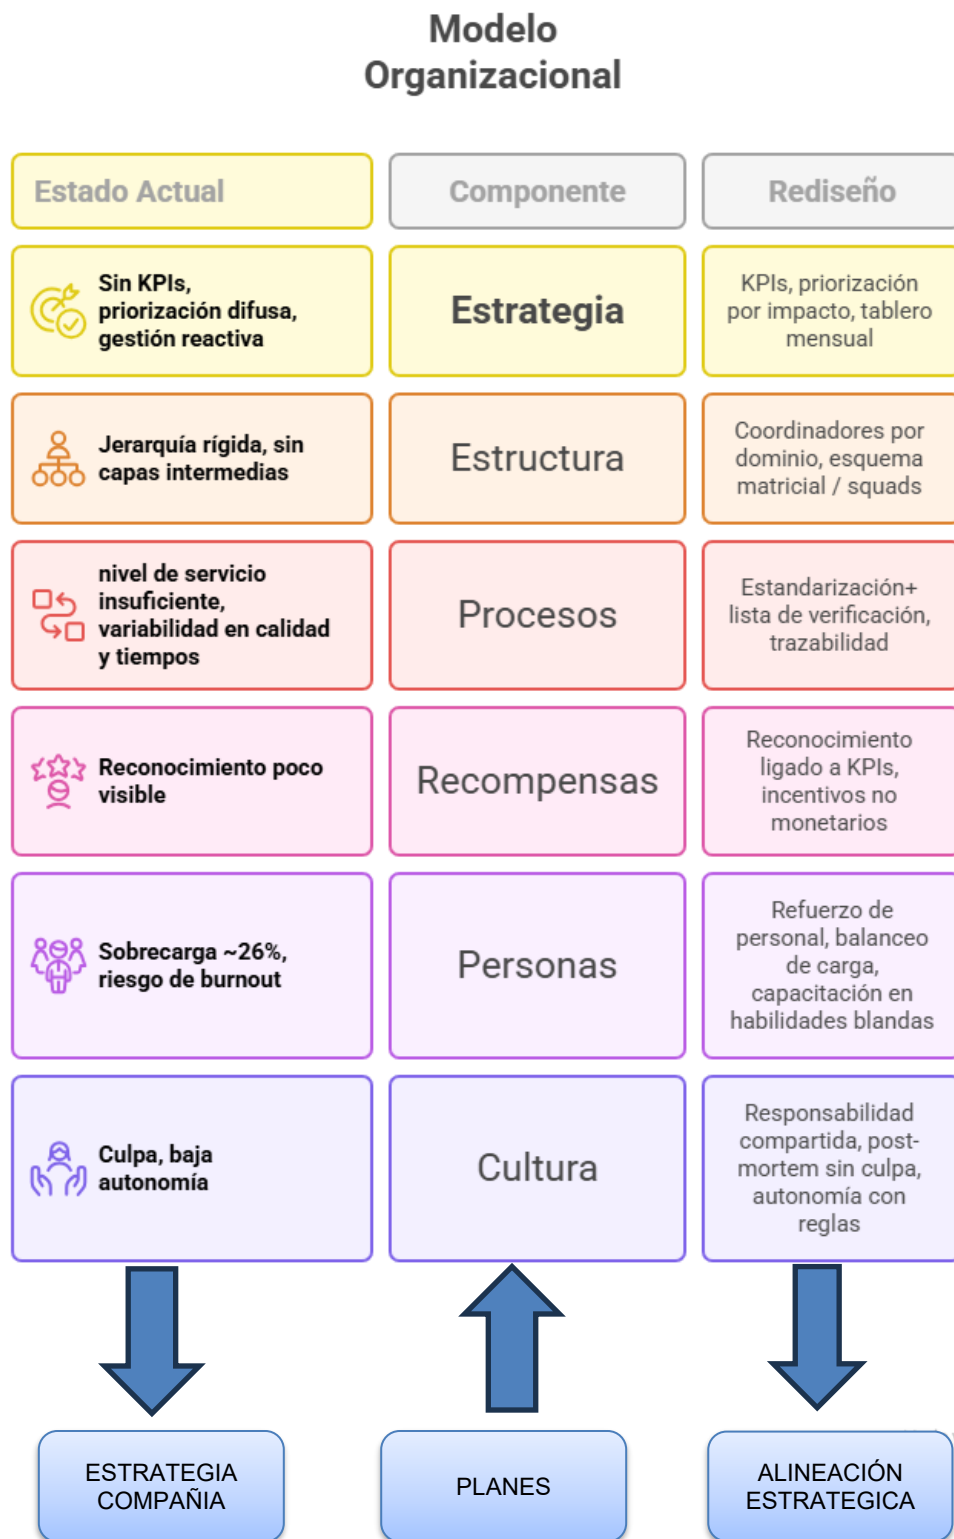 Modelo
Organizacional
Estado Actual
Componente
Rediseño
Sin KPIs,
priorización difusa,
gestión reactiva
Estrategia
KPIs, priorización
por impacto, tablero
mensual
Jerarquía rígida, sin
capas intermedias
Estructura
Coordinadores por
dominio, esquema
matricial / squads
nivel de servicio
insuficiente,
variabilidad en calidad
y tiempos
Procesos
Estandarización+
lista de verificación,
trazabilidad
Reconocimiento poco
visible
Recompensas
Reconocimiento
ligado a KPIs,
incentivos no
monetarios
Sobrecarga ~26%,
riesgo de burnout
Personas
Refuerzo de
personal, balanceo
de carga,
capacitación en
habilidades blandas
Culpa, baja
autonomía
Cultura
Responsabilidad
compartida, post-
mortem sin culpa,
autonomía con
reglas
ESTRATEGIA
COMPAÑIA
PLANES
ALINEACIÓN
ESTRATEGICA